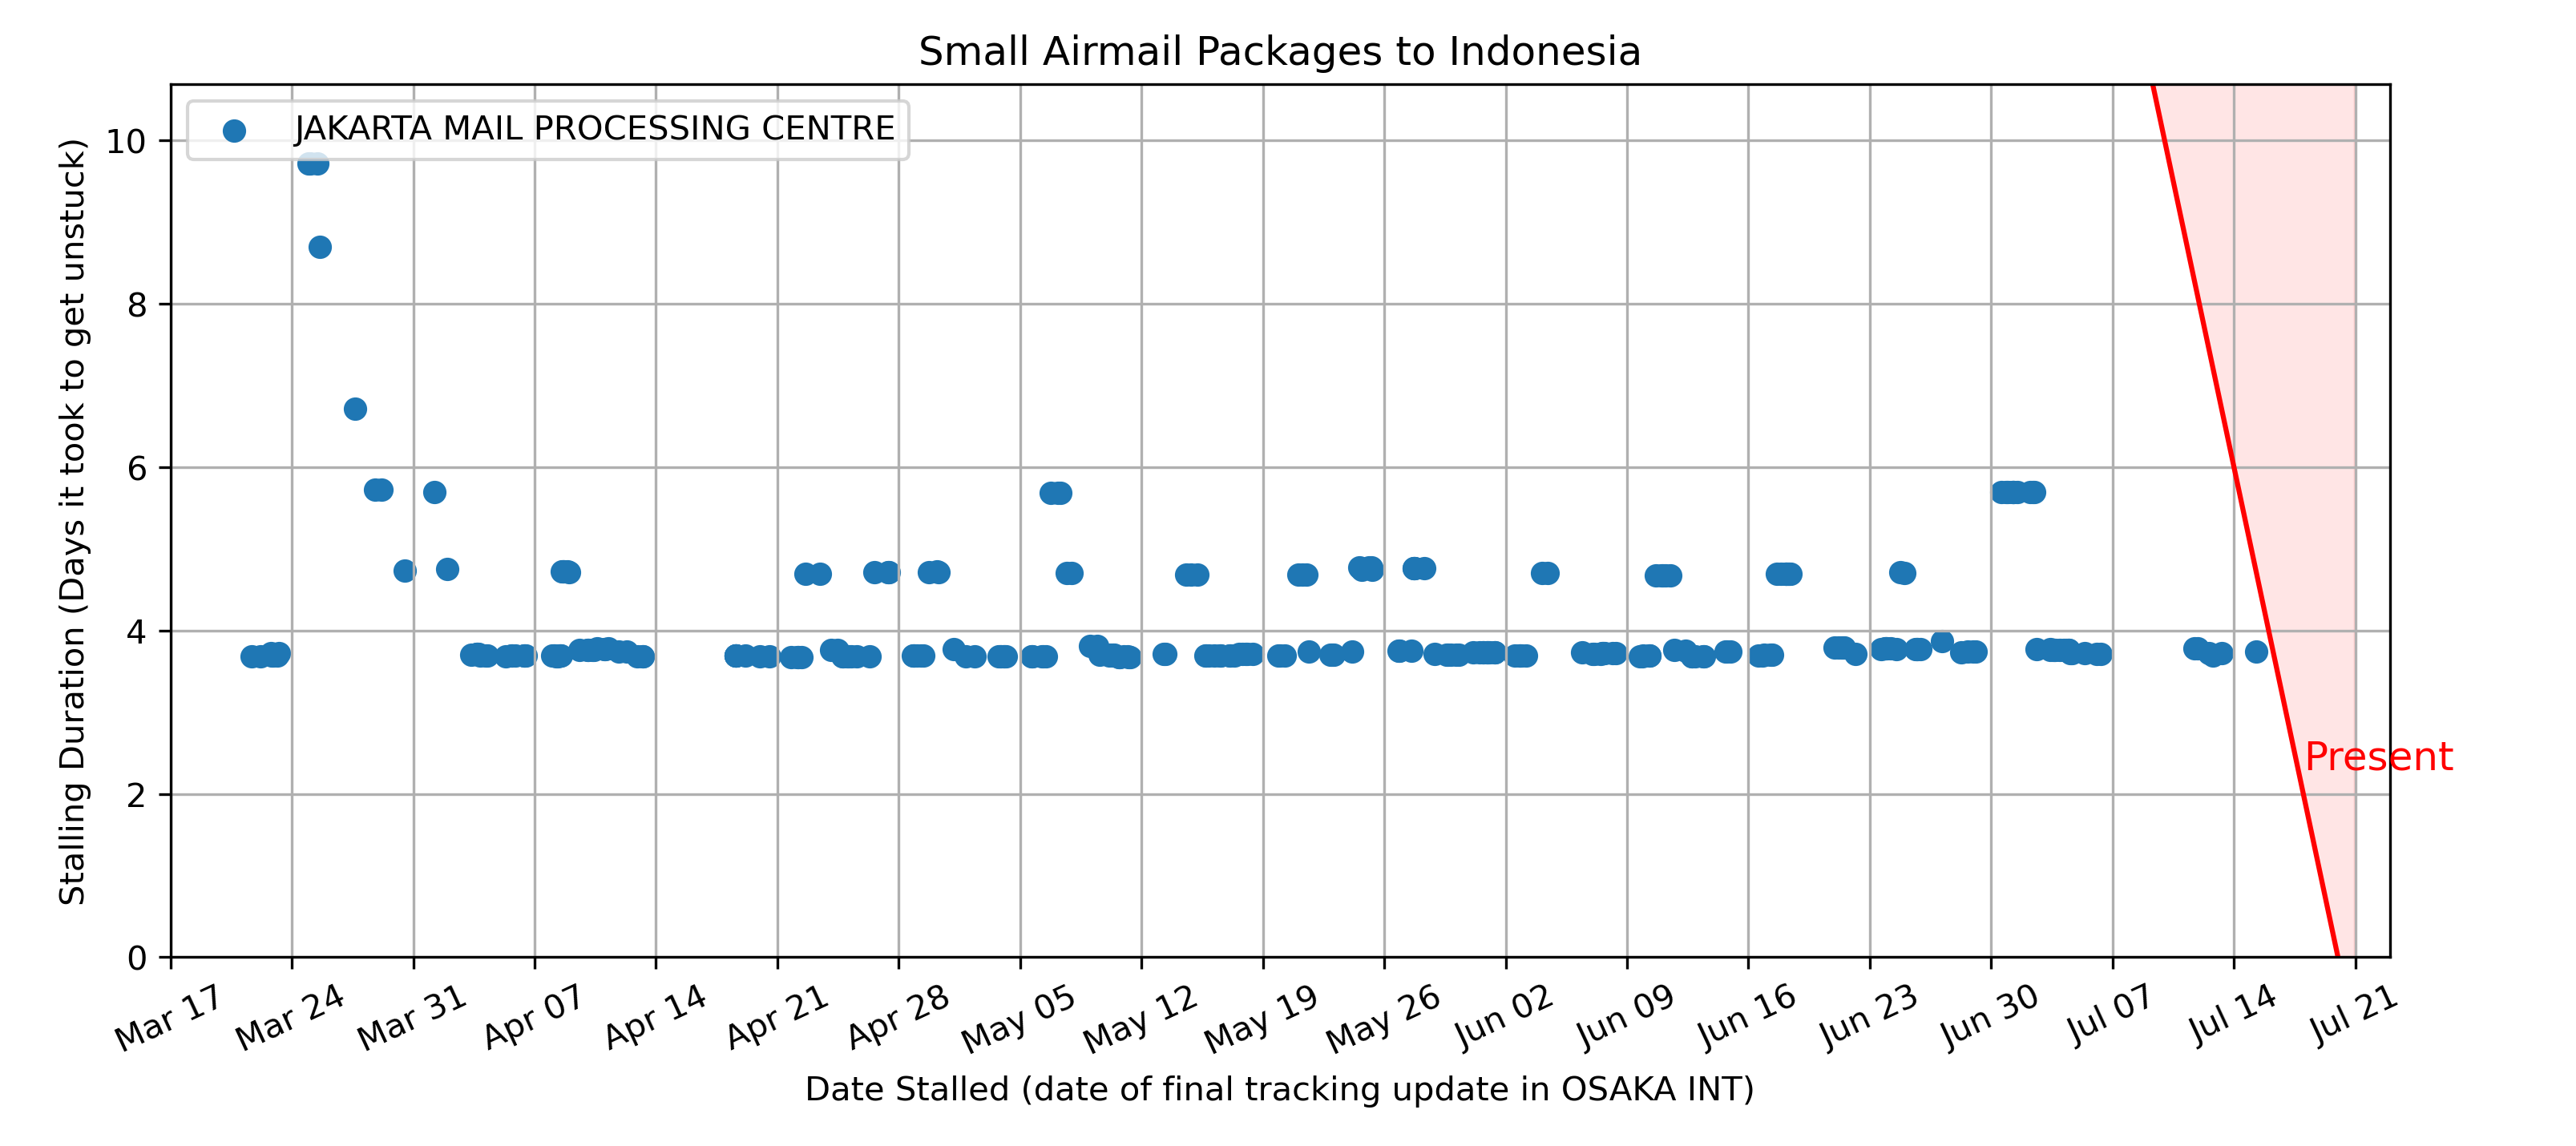 Small Airmail Packages to Indonesia
JAKARTA MAIL PROCESSING CENTRE
Stalling Duration (Days it took to get unstuck)
10
8
6
4
2
0
Present
Mar 17
Mar 24
Mar 31
Apr 07
Apr 14
Apr 21
Apr 28
May 05
May 12
May 19
May 26
Jun 02
Jun 09
Jun 16
Jun 23
Jun 30
Jul 07
Jul 14
Jul 21
Date Stalled (date of final tracking update in OSAKA INT)